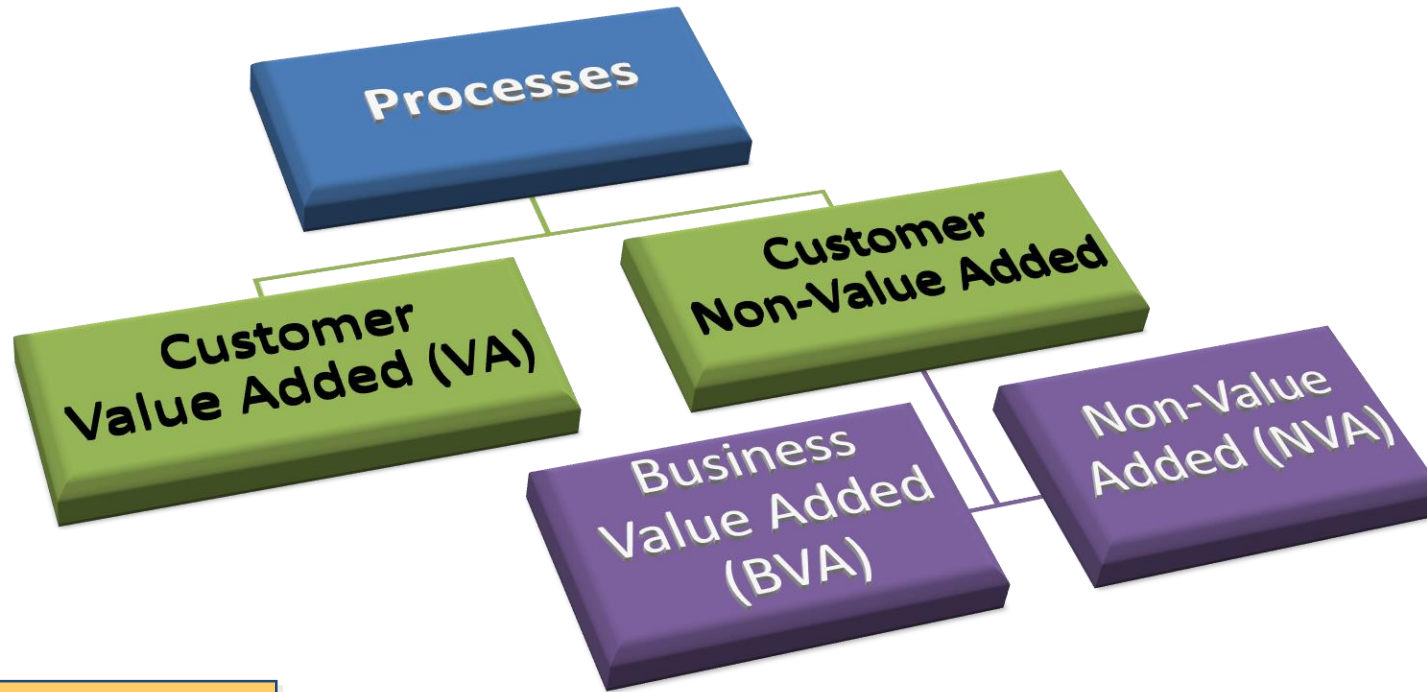 Processes
Customer
Value Added (VA)
Customer
Non-Value Added
Business
Value Added
(BVA)
Non-Value
Added (NVA)